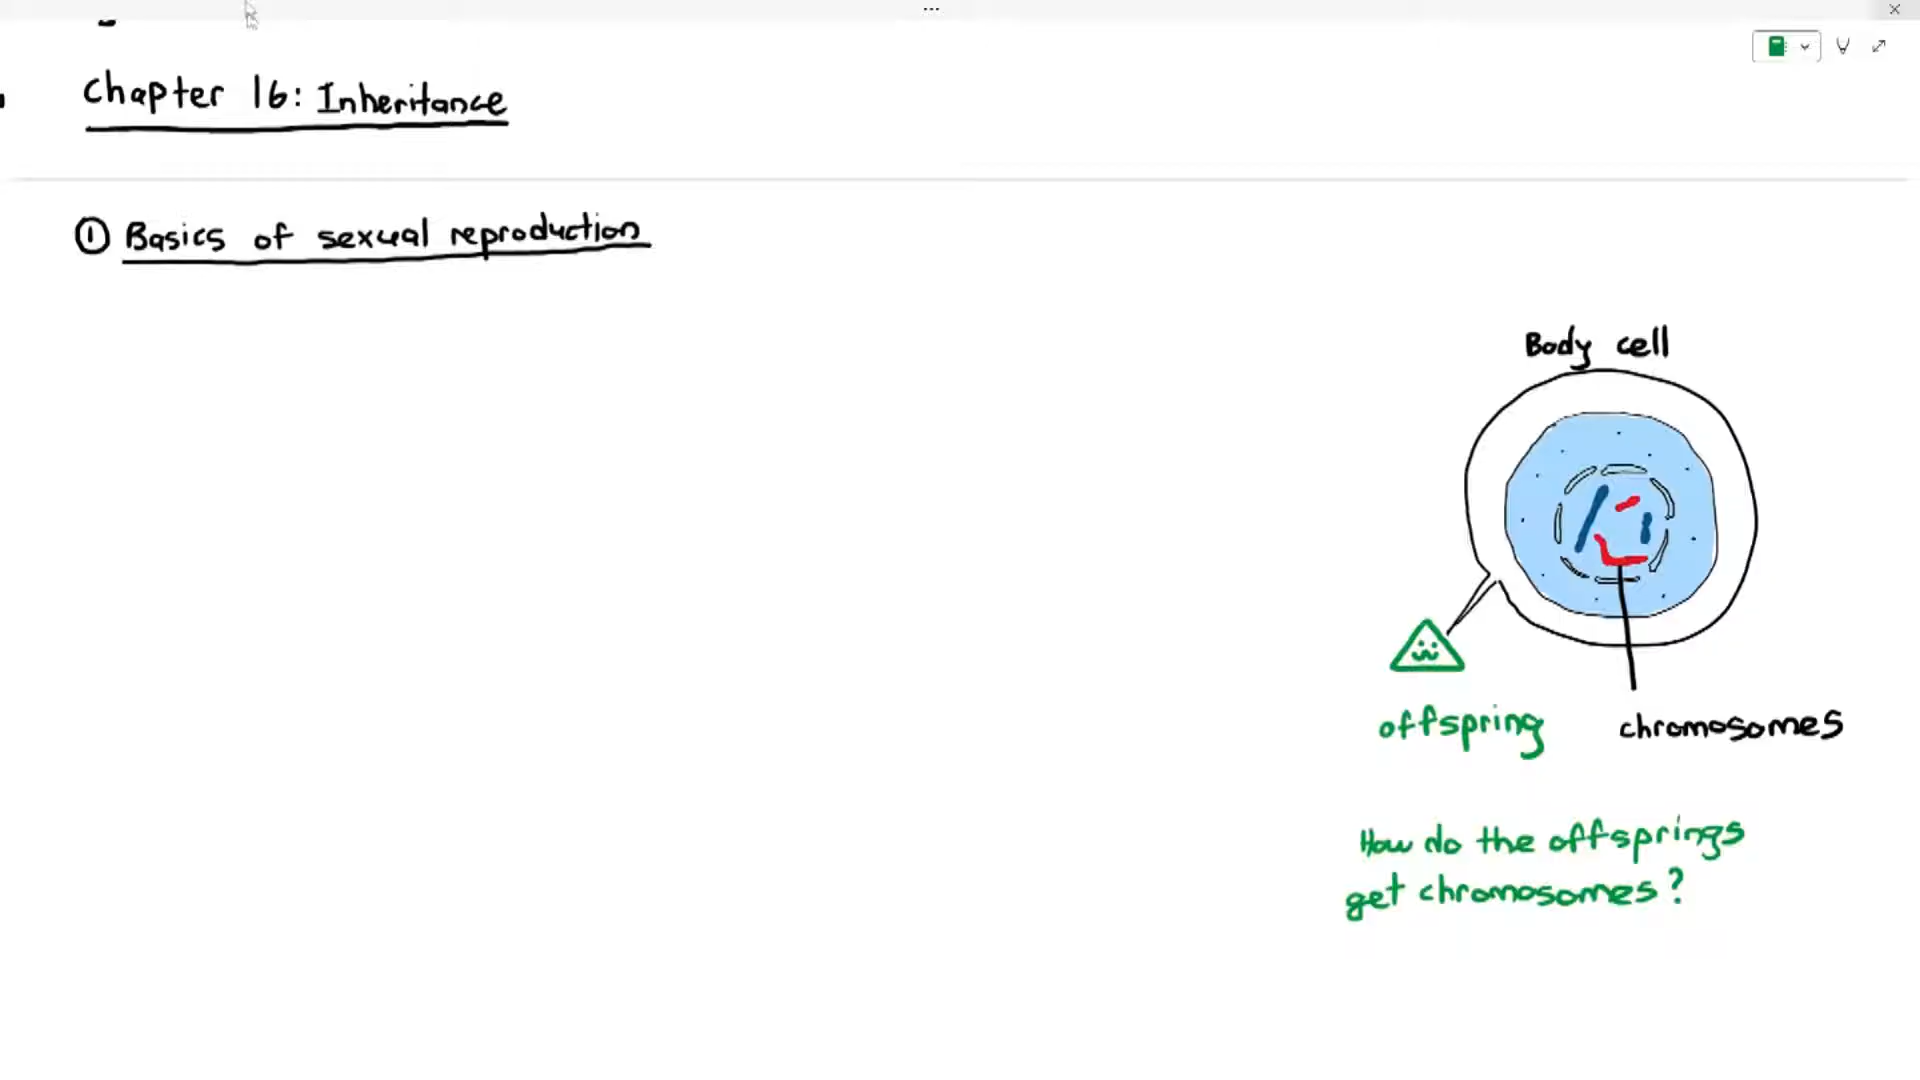 Chapter 16: Inheritance
① Basics of sexual reproduction
Body cell
offspring
chromosomes
How do the offsprings
get chromosomes?